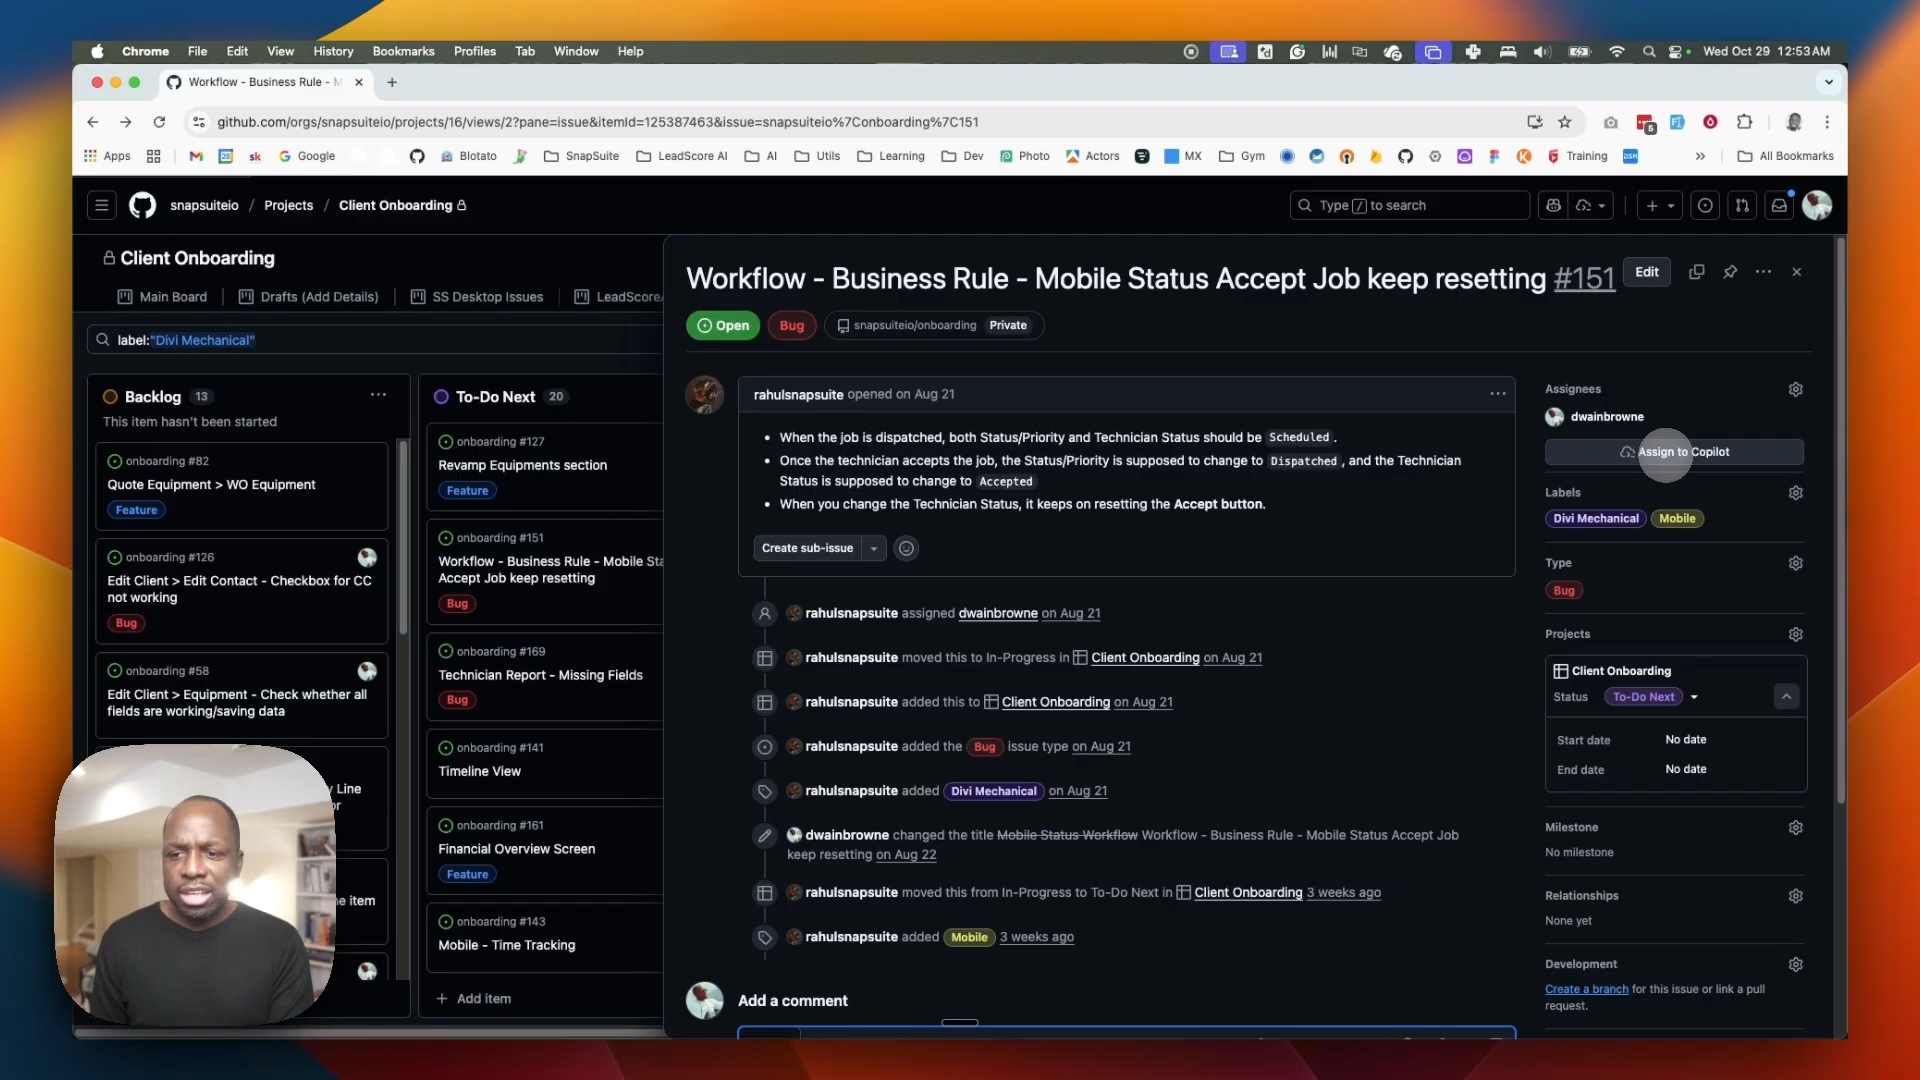 Chrome File Edit View History Bookmarks Profiles Tab Window Help
Wed Oct 29 12:53 AM
Workflow - Business Rule - M
github.com/orgs/snapsuiteio/projects/16/views/2?pane=issue&itemId=125387463&issue=snapsuiteio%7Conboarding%7C151
5
Apps sk Google Blotato SnapSuite LeadScore AI AI Utils Learning Dev Photo Actors MX Gym Training All Bookmarks
snapsuiteio / Projects / Client Onboarding
Type / to search
Client Onboarding
Main Board Drafts (Add Details) SS Desktop Issues LeadScore/
label:"Divi Mechanical"
Backlog 13
This item hasn't been started
onboarding #82
Quote Equipment > WO Equipment
Feature
onboarding #126
Edit Client > Edit Contact - Checkbox for CC
not working
Bug
onboarding #58
Edit Client > Equipment - Check whether all
fields are working/saving data
Line
or
item
To-Do Next 20
onboarding #127
Revamp Equipments section
Feature
onboarding #151
Workflow - Business Rule - Mobile Sta
Accept Job keep resetting
Bug
onboarding #169
Technician Report - Missing Fields
Bug
onboarding #141
Timeline View
onboarding #161
Financial Overview Screen
Feature
onboarding #143
Mobile - Time Tracking
+ Add item
Workflow - Business Rule - Mobile Status Accept Job keep resetting #151
Edit
Open Bug snapsuiteio/onboarding Private
rahulsnapsuite opened on Aug 21
• When the job is dispatched, both Status/Priority and Technician Status should be Scheduled.
• Once the technician accepts the job, the Status/Priority is supposed to change to Dispatched, and the Technician
Status is supposed to change to Accepted
• When you change the Technician Status, it keeps on resetting the Accept button.
Create sub-issue
rahulsnapsuite assigned dwainbrowne on Aug 21
rahulsnapsuite moved this to In-Progress in Client Onboarding on Aug 21
rahulsnapsuite added this to Client Onboarding on Aug 21
rahulsnapsuite added the Bug issue type on Aug 21
rahulsnapsuite added Divi Mechanical on Aug 21
dwainbrowne changed the title Mobile Status Workflow Workflow - Business Rule - Mobile Status Accept Job
keep resetting on Aug 22
rahulsnapsuite moved this from In-Progress to To-Do Next in Client Onboarding 3 weeks ago
rahulsnapsuite added Mobile 3 weeks ago
Add a comment
Assignees
dwainbrowne
Assign to Copilot
Labels
Divi Mechanical Mobile
Type
Bug
Projects
Client Onboarding
Status To-Do Next
Start date No date
End date No date
Milestone
No milestone
Relationships
None yet
Development
Create a branch for this issue or link a pull
request.